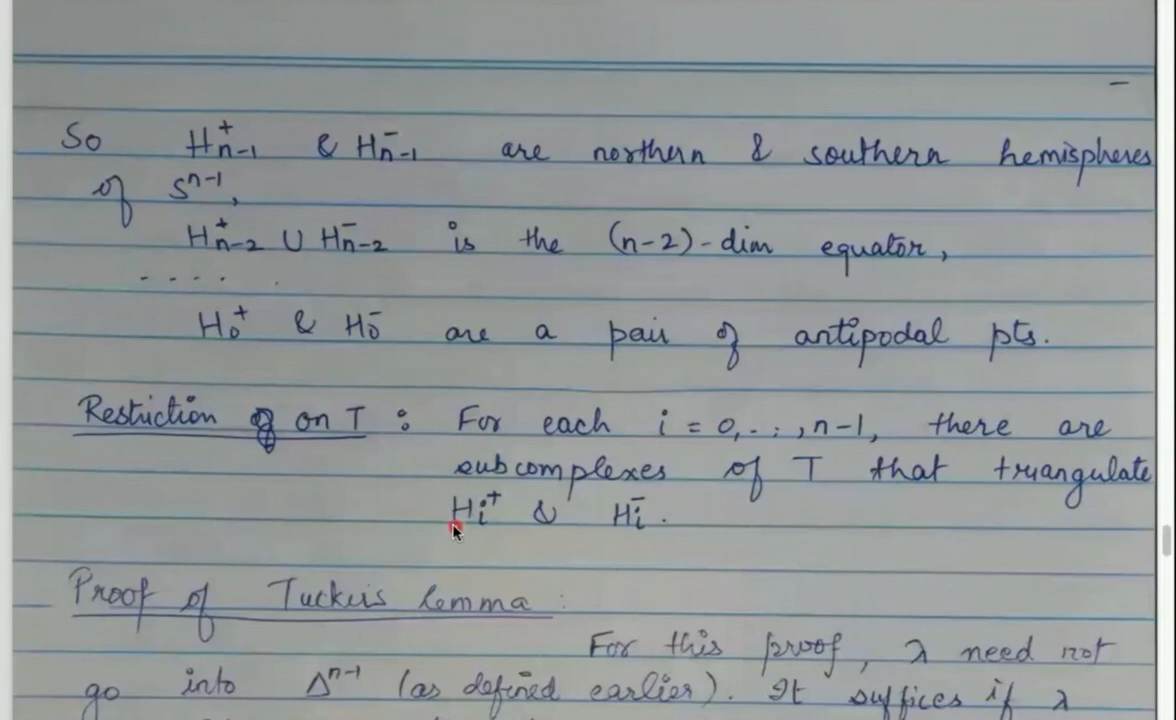 So H⁺ₙ₋₁ & H⁻ₙ₋₁ are northern & southern hemispheres
of Sⁿ⁻¹,
H⁺ₙ₋₂ ∪ H⁻ₙ₋₂ is the (n-2)-dim equator,
.....
H₀⁺ & H₀⁻ are a pair of antipodal pts.
Restriction on T : For each i = 0,..,n-1, there are
subcomplexes of T that triangulate
Hᵢ⁺ & Hᵢ⁻.
Proof of Tucker's lemma :
For this proof, λ need not
go into Δⁿ⁻¹ (as defined earlier). It suffices if λ